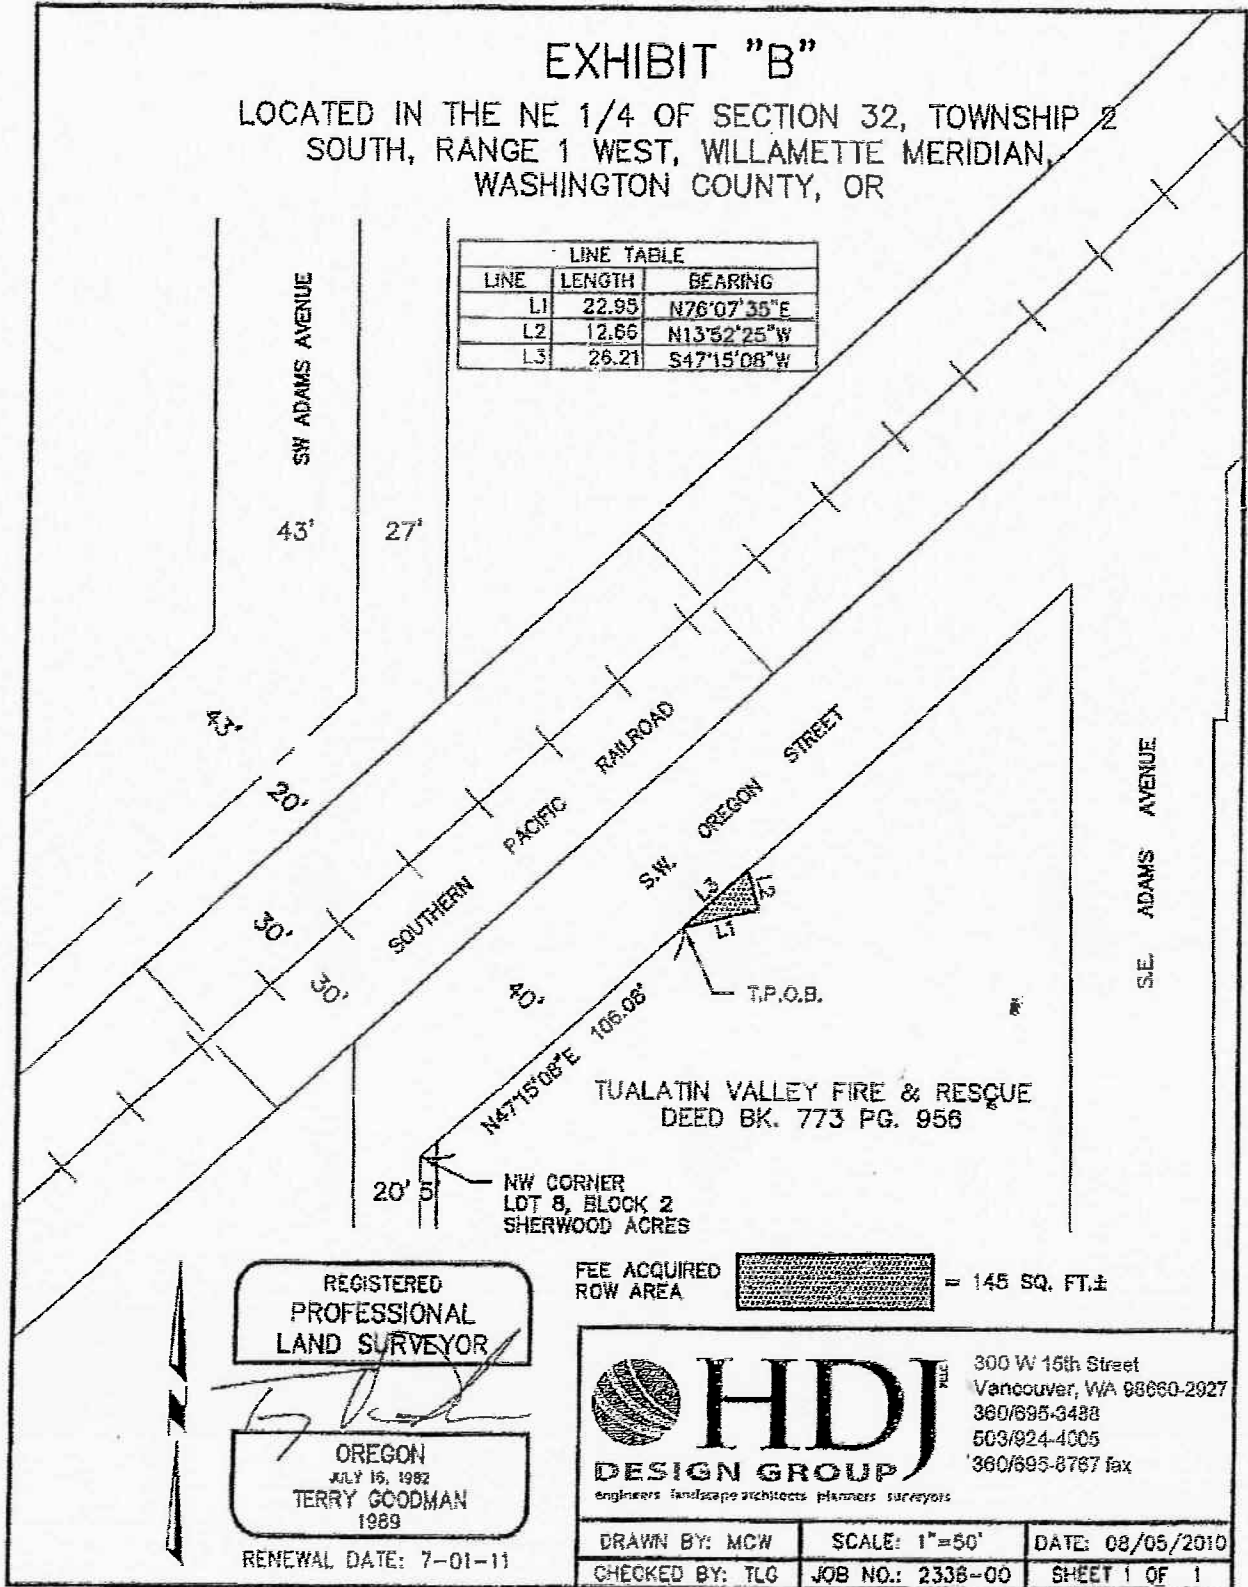 EXHIBIT "B"
LOCATED IN THE NE 1/4 OF SECTION 32, TOWNSHIP 2
SOUTH, RANGE 1 WEST, WILLAMETTE MERIDIAN,
WASHINGTON COUNTY, OR
LINE TABLE
LINE LENGTH BEARING
L1 22.95 N76°07'35"E
L2 12.66 N13°52'25"W
L3 26.21 S47°15'08"W
SW ADAMS AVENUE
43' 27'
43'
20'
30'
30'
SOUTHERN PACIFIC RAILROAD
S.W. OREGON STREET
40'
L3
L2
L1
T.P.O.B.
N47°15'08"E 106.08'
S.E. ADAMS AVENUE
TUALATIN VALLEY FIRE & RESCUE
DEED BK. 773 PG. 956
20' 5'
NW CORNER
LOT 8, BLOCK 2
SHERWOOD ACRES
FEE ACQUIRED
ROW AREA
= 145 SQ. FT.±
REGISTERED
PROFESSIONAL
LAND SURVEYOR
OREGON
JULY 16, 1982
TERRY GOODMAN
1989
RENEWAL DATE: 7-01-11
N
HDJ PLLC
DESIGN GROUP
engineers landscape architects planners surveyors
300 W 15th Street
Vancouver, WA 98660-2927
360/695-3488
503/924-4005
360/695-8767 fax
DRAWN BY: MCW SCALE: 1"=50' DATE: 08/05/2010
CHECKED BY: TLG JOB NO.: 2336-00 SHEET 1 OF 1